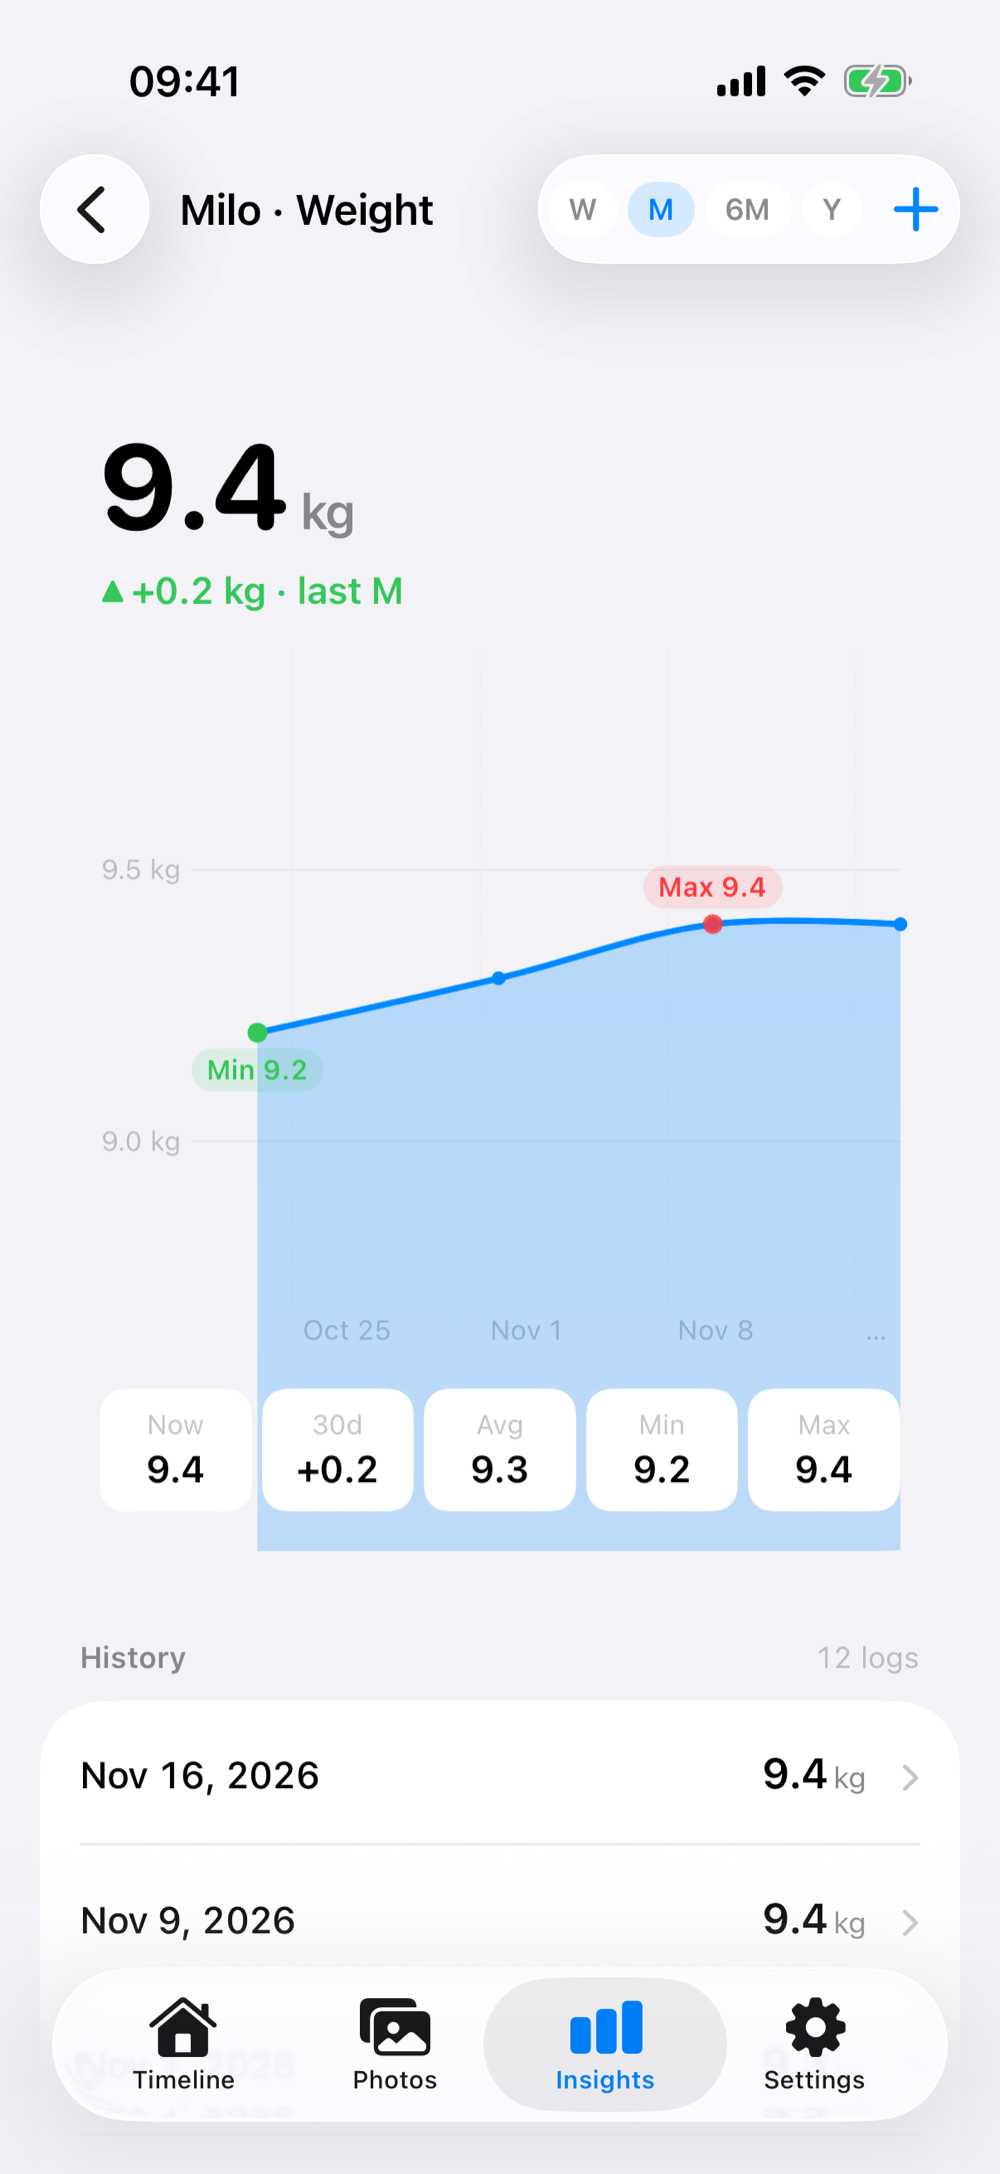 09:41
Milo · Weight
W
M
6M
Y
9.4 kg
▲ +0.2 kg · last M
9.5 kg
Max 9.4
Min 9.2
9.0 kg
Oct 25
Nov 1
Nov 8
...
Now
9.4
30d
+0.2
Avg
9.3
Min
9.2
Max
9.4
History
12 logs
Nov 16, 2026
9.4 kg
Nov 9, 2026
9.4 kg
Nov 1, 2026
Timeline
Photos
Insights
Settings